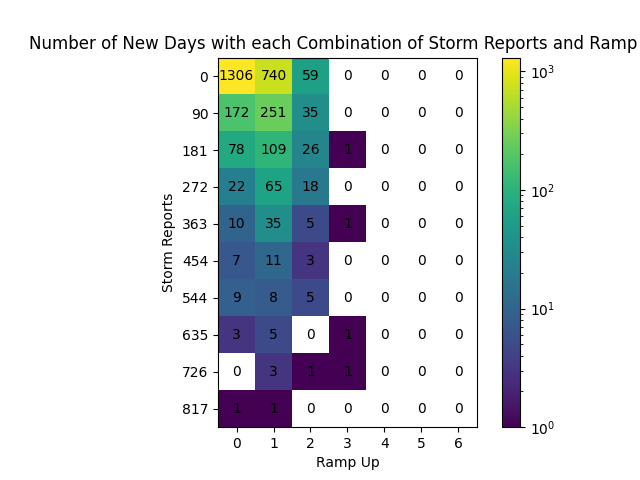 Number of New Days with each Combination of Storm Reports and Ramp
0 1306 740 59 0 0 0 0
90 172 251 35 0 0 0 0
181 78 109 26 1 0 0 0
272 22 65 18 0 0 0 0
363 10 35 5 1 0 0 0
454 7 11 3 0 0 0 0
544 9 8 5 0 0 0 0
635 3 5 0 1 0 0 0
726 0 3 1 1 0 0 0
817 1 1 0 0 0 0 0
0 1 2 3 4 5 6
Ramp Up
Storm Reports
10³
10²
10¹
10⁰